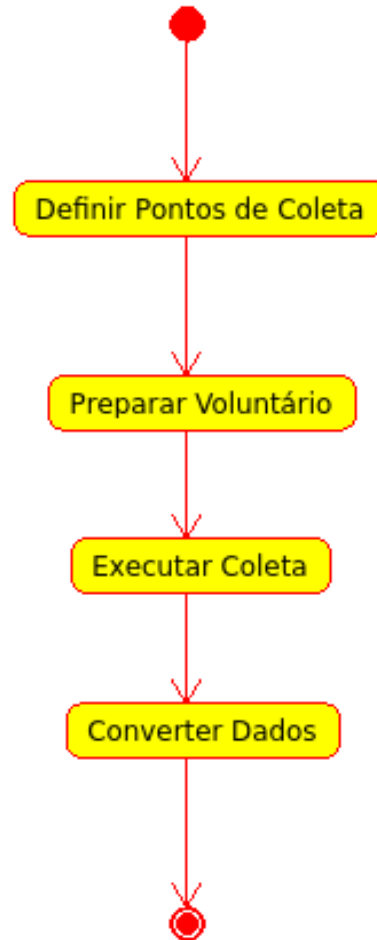 Definir Pontos de Coleta
Preparar Voluntário
Executar Coleta
Converter Dados